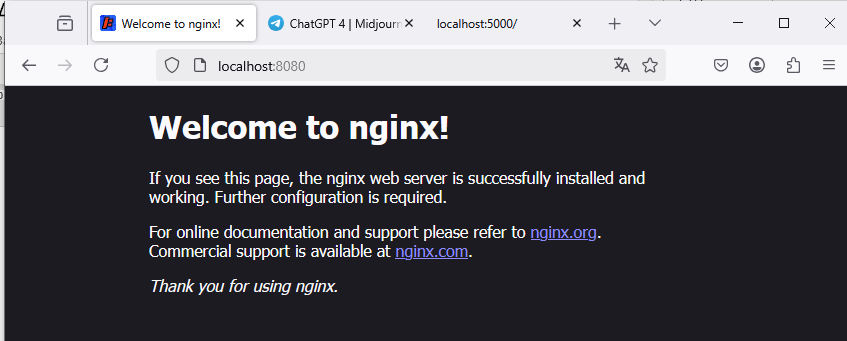 Welcome to nginx!
ChatGPT 4 | Midjourn
localhost:5000/
localhost:8080
Welcome to nginx!
If you see this page, the nginx web server is successfully installed and
working. Further configuration is required.
For online documentation and support please refer to nginx.org.
Commercial support is available at nginx.com.
Thank you for using nginx.